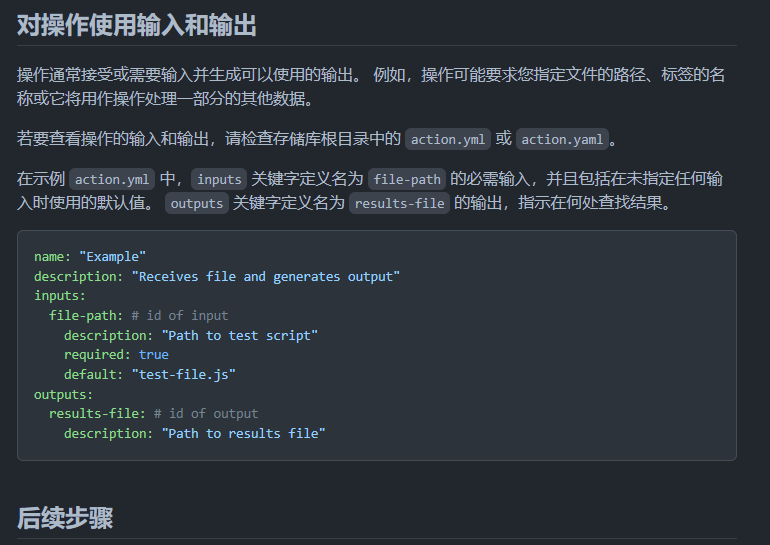 对操作使用输入和输出
操作通常接受或需要输入并生成可以使用的输出。 例如，操作可能要求您指定文件的路径、标签的名
称或它将用作操作处理一部分的其他数据。
若要查看操作的输入和输出，请检查存储库根目录中的 action.yml 或 action.yaml 。
在示例 action.yml 中，inputs 关键字定义名为 file-path 的必需输入，并且包括在未指定任何输
入时使用的默认值。 outputs 关键字定义名为 results-file 的输出，指示在何处查找结果。
name: "Example"
description: "Receives file and generates output"
inputs:
  file-path: # id of input
    description: "Path to test script"
    required: true
    default: "test-file.js"
outputs:
  results-file: # id of output
    description: "Path to results file"
后续步骤